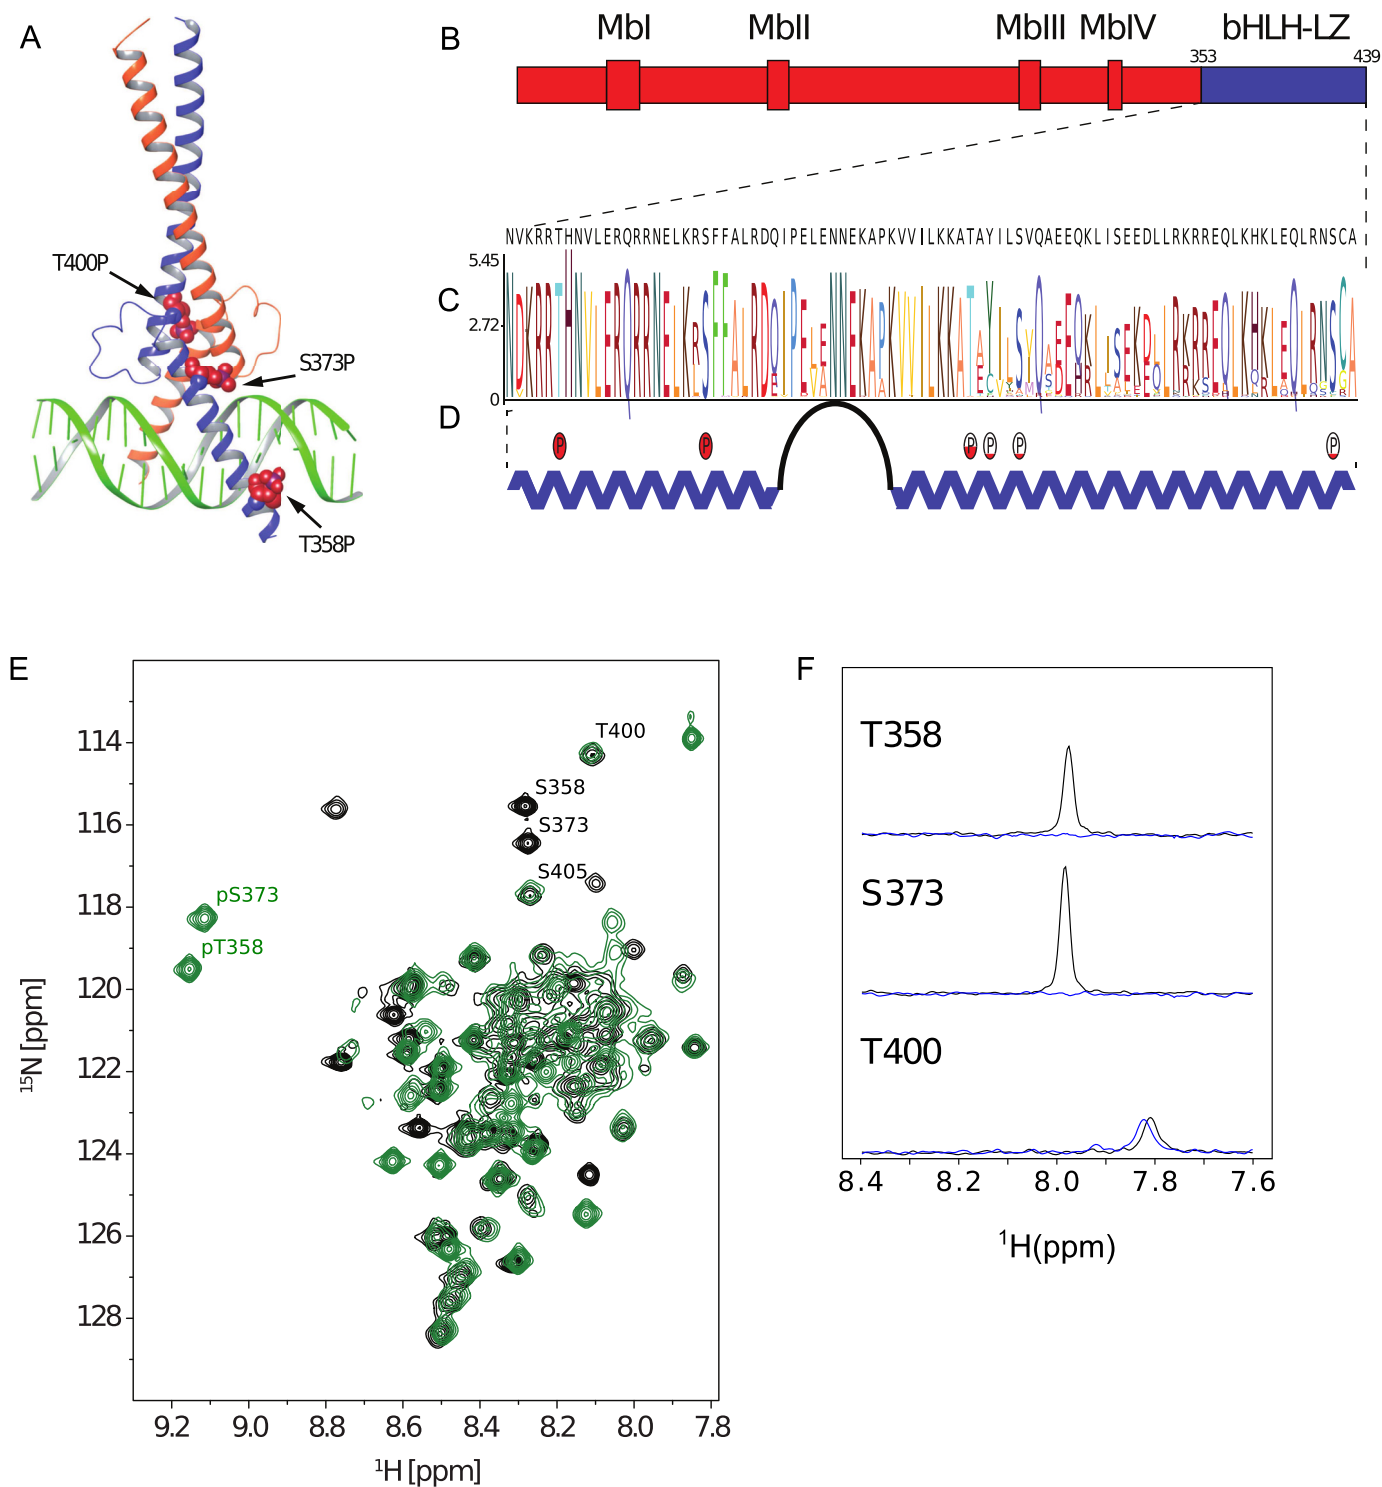 A
T400P
S373P
T358P
B
MbI MbII MbIII MbIV bHLH-LZ
353 439
NVKRRTHNVLERQRRNELKRSFFALRDQIPELENNEKAPKVVILKKATAYILSVQAEEQKLISEEDLLRKRREQLKHKLEQLRNSCA
C
5.45
2.72
0
D
P P P P P P
E
T400
S358
S373
S405
pS373
pT358
114
116
118
120
122
124
126
128
15N [ppm]
9.2 9.0 8.8 8.6 8.4 8.2 8.0 7.8
1H [ppm]
F
T358
S373
T400
8.4 8.2 8.0 7.8 7.6
1H(ppm)